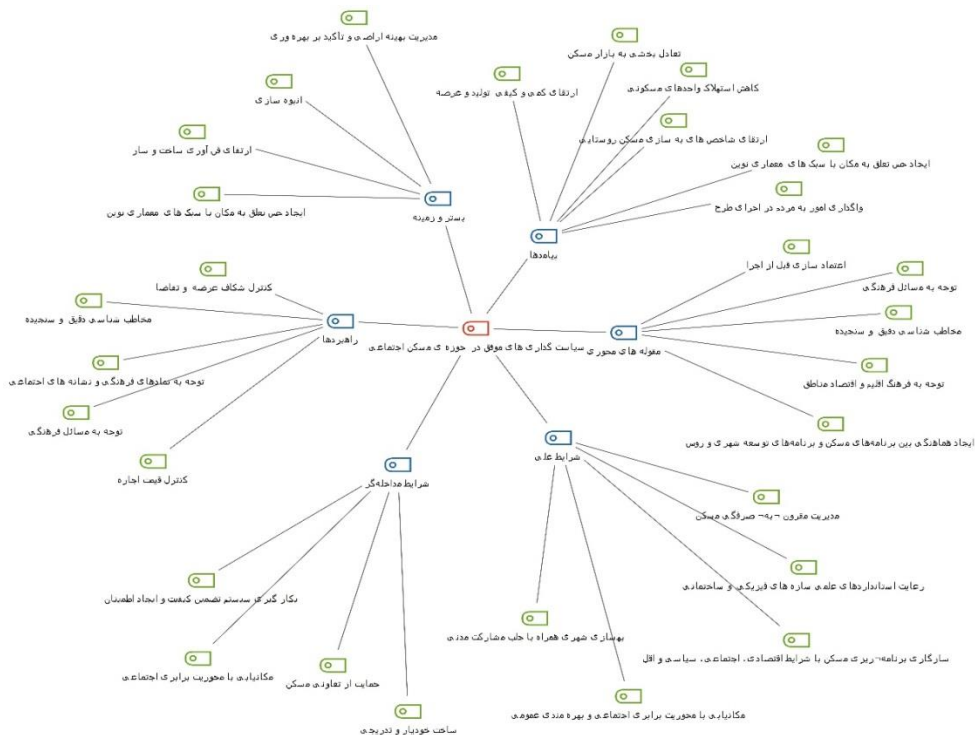 مدیریت بهینه اراضی و تأکید بر بهره وری
انبوه سازی
ارتقای فن آوری ساخت و ساز
ایجاد حس تعلق به مکان با سبک های معماری نوین
بستر و زمینه
تعادل بخشی به بازار مسکن
ارتقای کمی و کیفی تولید و عرضه
کاهش استهلاک واحدهای مسکونی
ارتقای شاخص های به سازی مسکن روستایی
ایجاد حس تعلق به مکان با سبک های معماری نوین
واگذاری امور به مردم در اجرای طرح
پیامدها
اعتماد سازی قبل از اجرا
توجه به مسائل فرهنگی
مخاطب شناسی دقیق و سنجیده
توجه به فرهنگ اقلیم و اقتصاد مناطق
ایجاد هماهنگی بین برنامه‌های مسکن و برنامه‌های توسعه شهری و روس
مقوله های محوری
سیاست گذاری های موفق در حوزه ی مسکن اجتماعی
کنترل شکاف عرضه و تقاضا
مخاطب شناسی دقیق و سنجیده
راهبردها
توجه به نمادهای فرهنگی و نشانه های اجتماعی
توجه به مسائل فرهنگی
کنترل قیمت اجاره
شرایط علی
مدیریت مقرون ¬به¬ صرفگی مسکن
رعایت استانداردهای علمی سازه های فیزیکی و ساختمانی
سازگاری برنامه¬ریزی مسکن با شرایط اقتصادی، اجتماعی، سیاسی و اقل
مکانیابی با محوریت برابری اجتماعی و بهره مندی عمومی
بهسازی شهری همراه با جلب مشارکت مدنی
شرایط مداخله‌گر
بکار گیری سیستم تضمین کیفیت و ایجاد اطمینان
مکانیابی با محوریت برابری اجتماعی
حمایت از تعاونی مسکن
ساخت خودیار و تدریجی